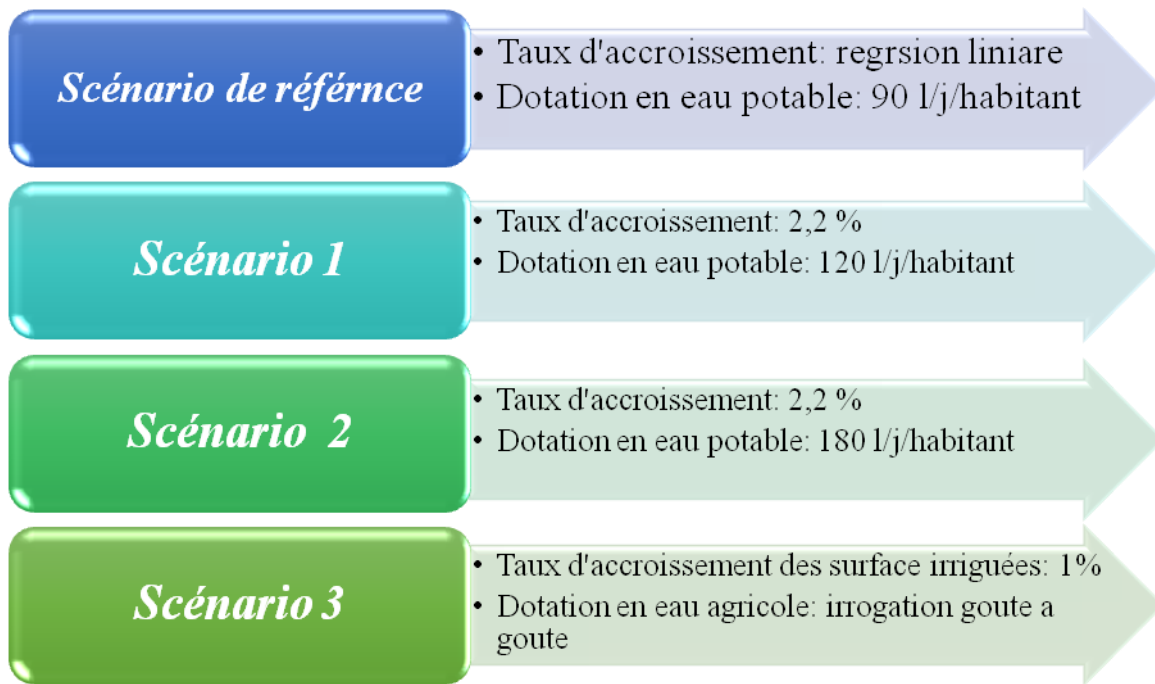 Scénario de référnce
• Taux d'accroissement: regrsion liniare
• Dotation en eau potable: 90 l/j/habitant
Scénario 1
• Taux d'accroissement: 2,2 %
• Dotation en eau potable: 120 l/j/habitant
Scénario 2
• Taux d'accroissement: 2,2 %
• Dotation en eau potable: 180 l/j/habitant
Scénario 3
• Taux d'accroissement des surface irriguées: 1%
• Dotation en eau agricole: irrogation goute a
goute